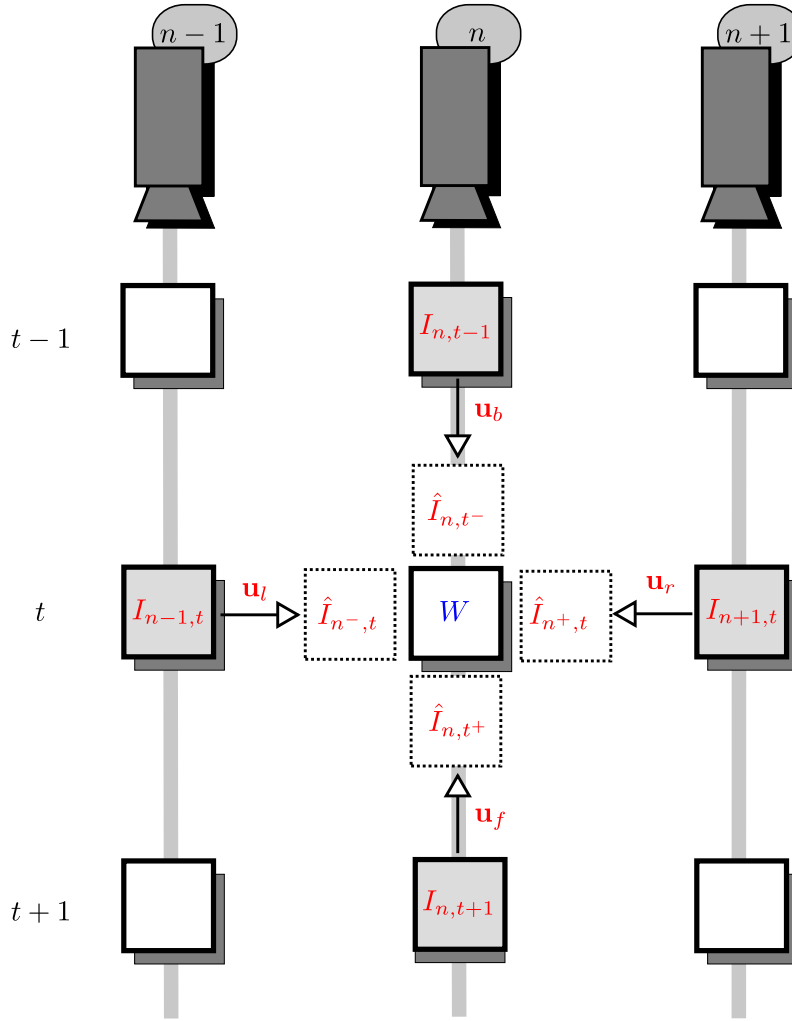 n − 1 n n + 1
t − 1 I_{n,t−1}
u_b
Î_{n,t^−}
t I_{n−1,t} u_l Î_{n^−,t} W Î_{n^+,t} u_r I_{n+1,t}
Î_{n,t^+}
u_f
t + 1 I_{n,t+1}